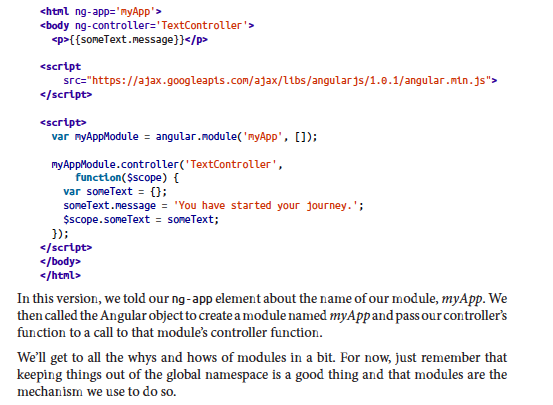 <html ng-app='myApp'>
<body ng-controller='TextController'>
<p>{{someText.message}}</p>
<script
src="https://ajax.googleapis.com/ajax/libs/angularjs/1.0.1/angular.min.js">
</script>
<script>
var myAppModule = angular.module('myApp', []);
myAppModule.controller('TextController',
function($scope) {
var someText = {};
someText.message = 'You have started your journey.';
$scope.someText = someText;
});
</script>
</body>
</html>
In this version, we told our ng-app element about the name of our module, myApp. We
then called the Angular object to create a module named myApp and pass our controller's
function to a call to that module's controller function.
We'll get to all the whys and hows of modules in a bit. For now, just remember that
keeping things out of the global namespace is a good thing and that modules are the
mechanism we use to do so.